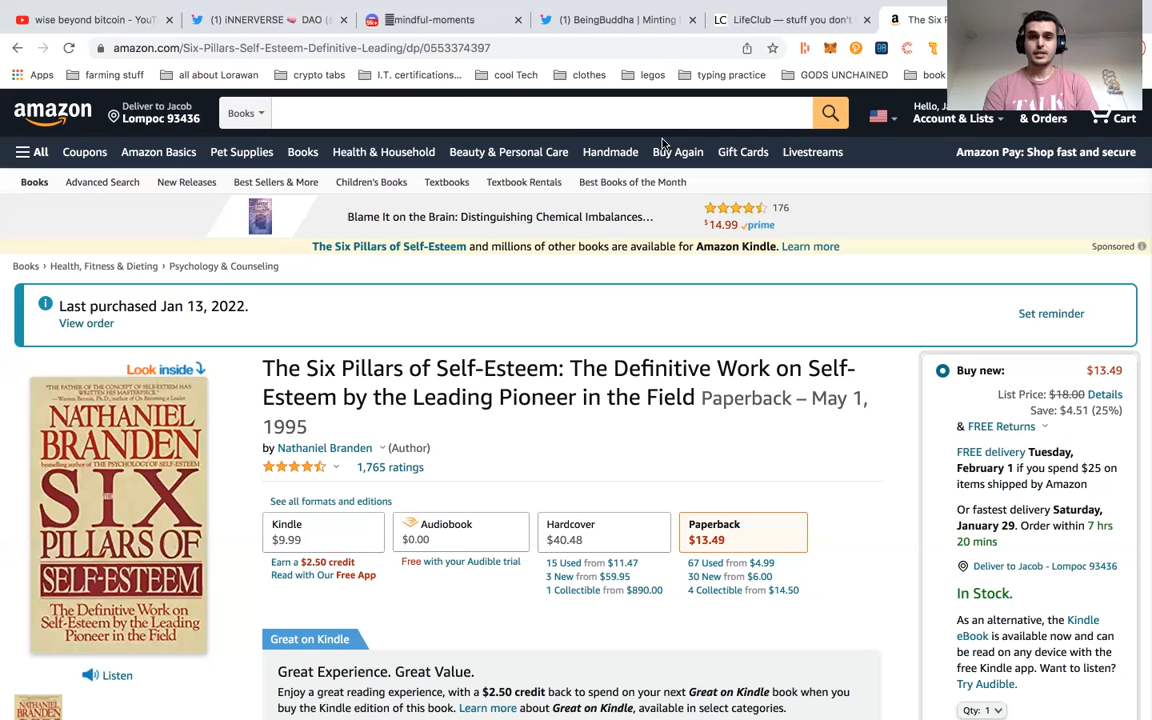 wise beyond bitcoin - YouT
(1) iNNERVERSE DAO (
mindful-moments
(1) BeingBuddha | Minting
LifeClub — stuff you don't
The Six P
amazon.com/Six-Pillars-Self-Esteem-Definitive-Leading/dp/0553374397
Apps farming stuff all about Lorawan crypto tabs I.T. certifications... cool Tech clothes legos typing practice GODS UNCHAINED book
amazon
Deliver to Jacob
Lompoc 93436
Books
Hello, Ja
Account & Lists
& Orders
Cart
TALK
All Coupons Amazon Basics Pet Supplies Books Health & Household Beauty & Personal Care Handmade Buy Again Gift Cards Livestreams Amazon Pay: Shop fast and secure
Books Advanced Search New Releases Best Sellers & More Children's Books Textbooks Textbook Rentals Best Books of the Month
Blame It on the Brain: Distinguishing Chemical Imbalances...
176
$14.99 prime
The Six Pillars of Self-Esteem and millions of other books are available for Amazon Kindle. Learn more
Sponsored
Books › Health, Fitness & Dieting › Psychology & Counseling
Last purchased Jan 13, 2022.
View order
Set reminder
Look inside
"THE FATHER OF THE CONCEPT OF SELF-ESTEEM HAS
WRITTEN HIS MASTERPIECE."
—Warren Bennis, Ph.D., author of On Becoming a Leader
NATHANIEL
BRANDEN
bestselling author of THE PSYCHOLOGY OF SELF-ESTEEM
THE
SIX
PILLARS OF
SELF-ESTEEM
The Definitive Work on
Self-Esteem by the Leading
Pioneer in the Field
Listen
NATHANIEL
BRANDEN
The Six Pillars of Self-Esteem: The Definitive Work on Self-
Esteem by the Leading Pioneer in the Field Paperback – May 1,
1995
by Nathaniel Branden (Author)
1,765 ratings
See all formats and editions
Kindle
$9.99
Earn a $2.50 credit
Read with Our Free App
Audiobook
$0.00
Free with your Audible trial
Hardcover
$40.48
15 Used from $11.47
3 New from $59.95
1 Collectible from $890.00
Paperback
$13.49
67 Used from $4.99
30 New from $6.00
4 Collectible from $14.50
Great on Kindle
Great Experience. Great Value.
Enjoy a great reading experience, with a $2.50 credit back to spend on your next Great on Kindle book when you
buy the Kindle edition of this book. Learn more about Great on Kindle, available in select categories.
Buy new: $13.49
List Price: $18.00 Details
Save: $4.51 (25%)
& FREE Returns
FREE delivery Tuesday,
February 1 if you spend $25 on
items shipped by Amazon
Or fastest delivery Saturday,
January 29. Order within 7 hrs
20 mins
Deliver to Jacob - Lompoc 93436
In Stock.
As an alternative, the Kindle
eBook is available now and can
be read on any device with the
free Kindle app. Want to listen?
Try Audible.
Qty: 1